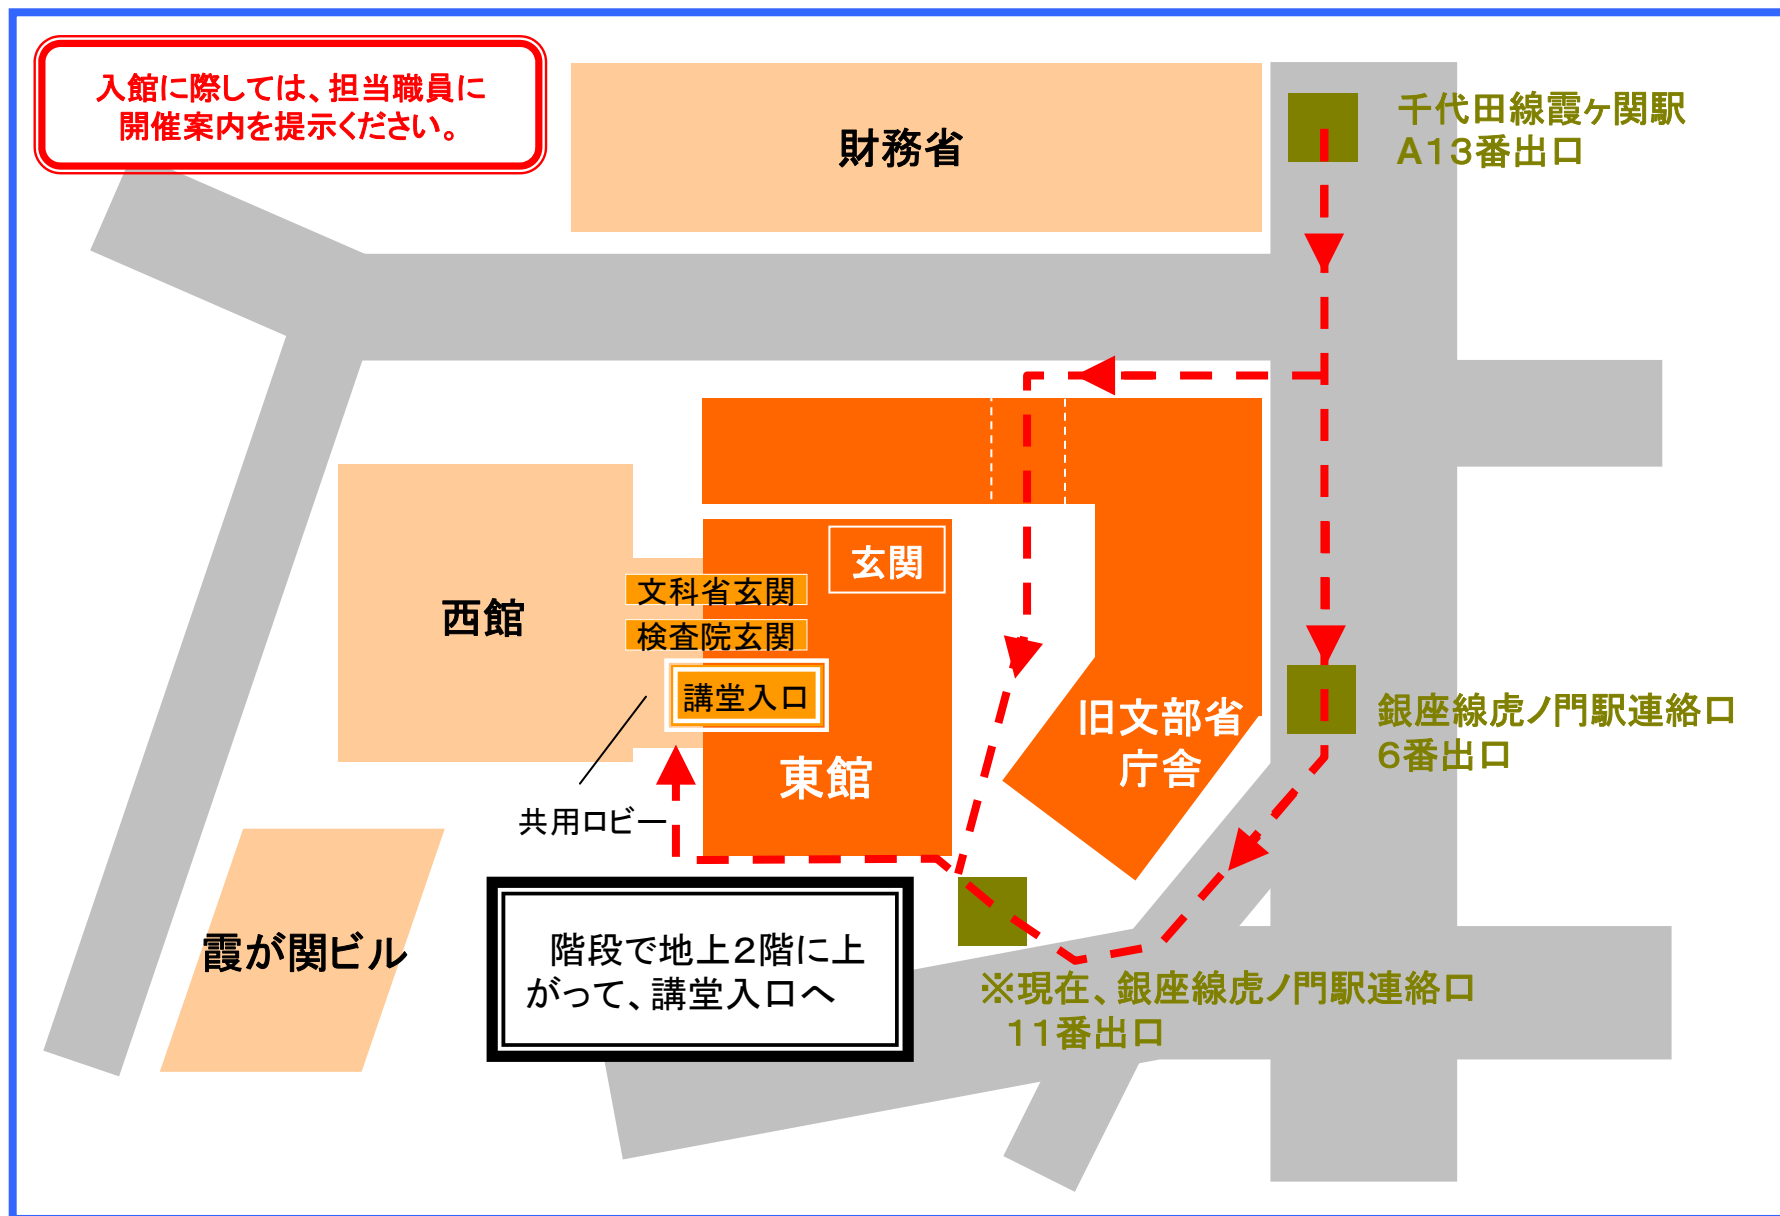 入館に際しては、担当職員に
開催案内を提示ください。
財務省
千代田線霞ヶ関駅
A13番出口
玄関
文科省玄関
検査院玄関
西館
講堂入口
旧文部省
庁舎
銀座線虎ノ門駅連絡口
6番出口
東館
共用ロビー
霞が関ビル
階段で地上2階に上
がって、講堂入口へ
※現在、銀座線虎ノ門駅連絡口
11番出口